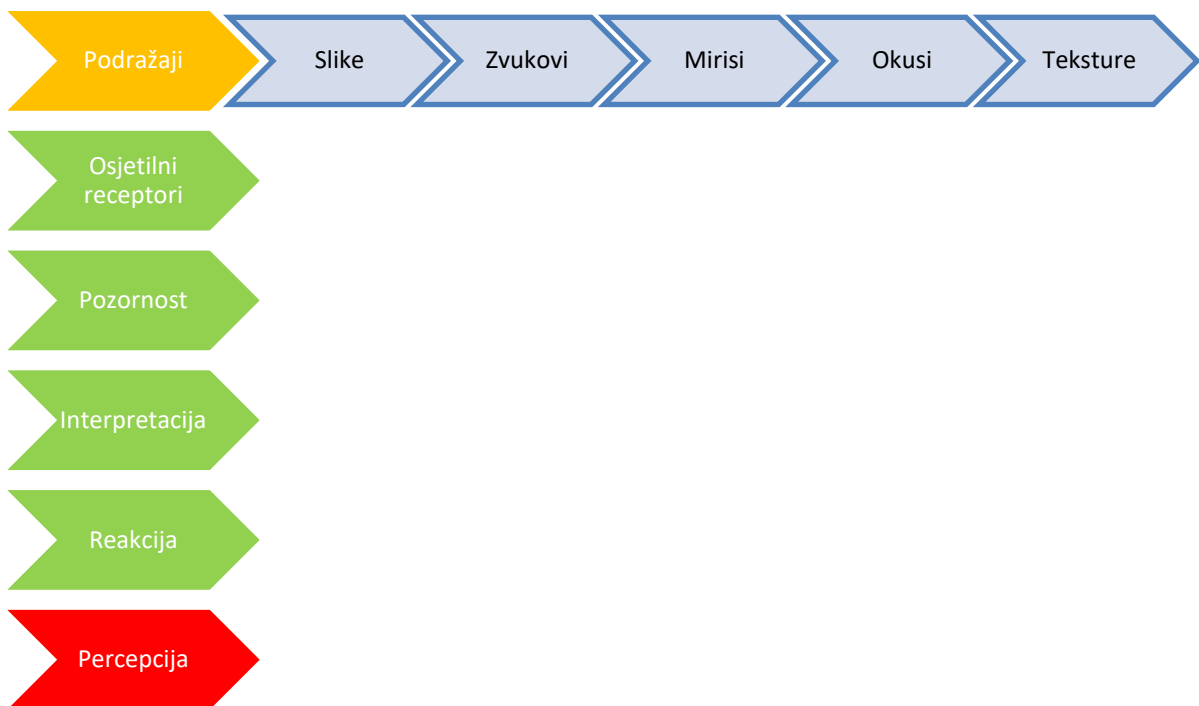 Podražaji
Slike
Zvukovi
Mirisi
Okusi
Teksture
Osjetilni
receptori
Pozornost
Interpretacija
Reakcija
Percepcija